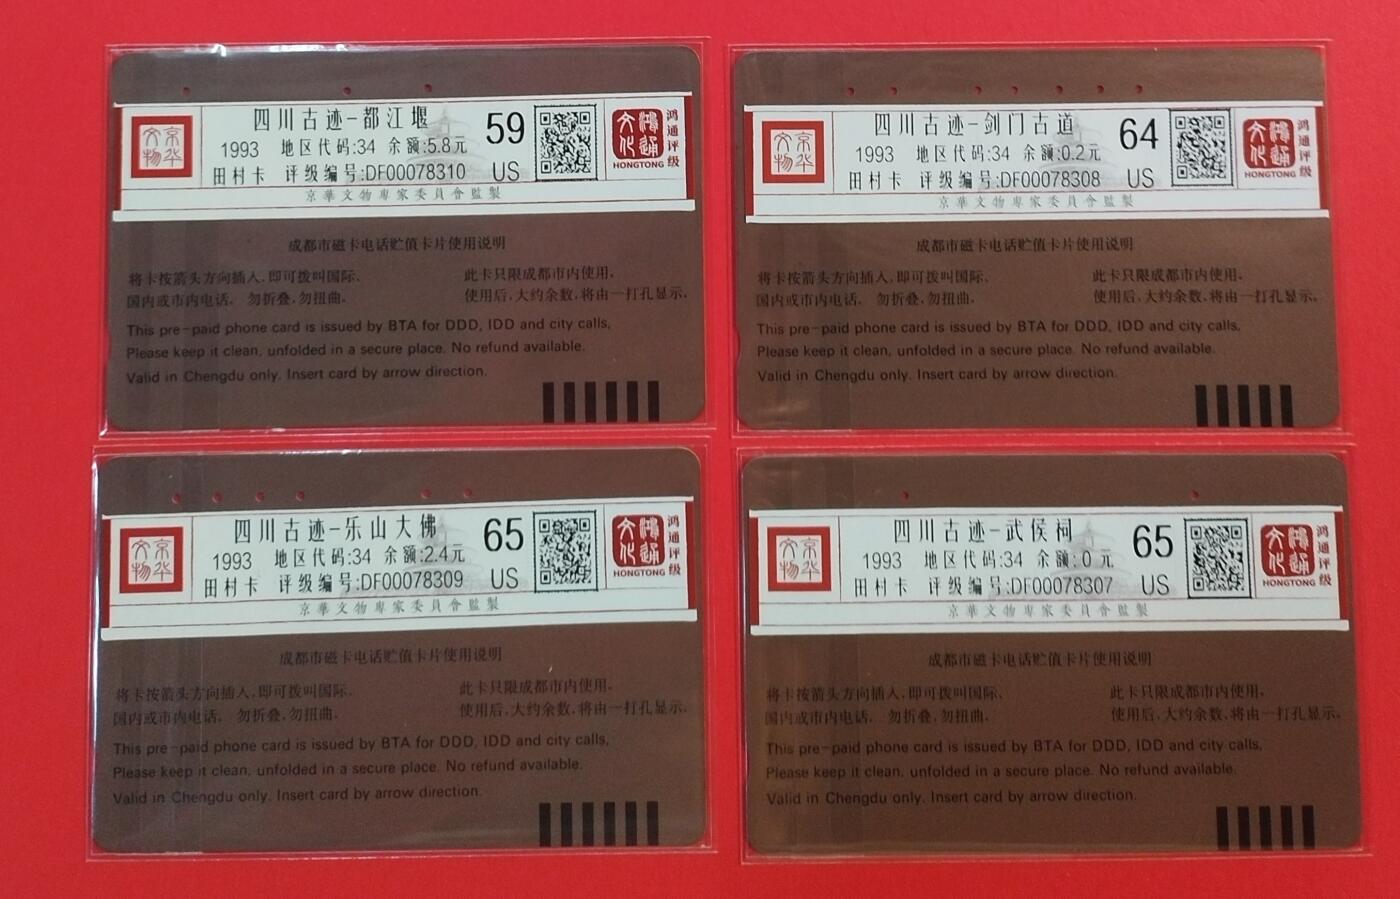 四川古迹-都江堰
1993 地区代码:34 余额:5.8元
田村卡 评级编号:DF00078310
59
US
京华文物
鸿通文化
HONGTONG
鸿通评级
京華文物專家委員會監製
成都市磁卡电话贮值卡片使用说明
将卡按箭头方向插入,即可拨叫国际、
国内或市内电话。 勿折叠,勿扭曲。
此卡只限成都市内使用。
使用后,大约余数,将由一打孔显示。
This pre-paid phone card is issued by BTA for DDD, IDD and city calls,
Please keep it clean, unfolded in a secure place. No refund available.
Valid in Chengdu only. Insert card by arrow direction.
四川古迹-剑门古道
1993 地区代码:34 余额:0.2元
田村卡 评级编号:DF00078308
64
US
京华文物
鸿通文化
HONGTONG
鸿通评级
京華文物專家委員會監製
成都市磁卡电话贮值卡片使用说明
将卡按箭头方向插入,即可拨叫国际、
国内或市内电话。 勿折叠,勿扭曲。
此卡只限成都市内使用。
使用后,大约余数,将由一打孔显示。
This pre-paid phone card is issued by BTA for DDD, IDD and city calls,
Please keep it clean, unfolded in a secure place. No refund available.
Valid in Chengdu only. Insert card by arrow direction.
四川古迹-乐山大佛
1993 地区代码:34 余额:2.4元
田村卡 评级编号:DF00078309
65
US
京华文物
鸿通文化
HONGTONG
鸿通评级
京華文物專家委員會監製
成都市磁卡电话贮值卡片使用说明
将卡按箭头方向插入,即可拨叫国际、
国内或市内电话。 勿折叠,勿扭曲。
此卡只限成都市内使用。
使用后,大约余数,将由一打孔显示。
This pre-paid phone card is issued by BTA for DDD, IDD and city calls,
Please keep it clean, unfolded in a secure place. No refund available.
Valid in Chengdu only. Insert card by arrow direction.
四川古迹-武侯祠
1993 地区代码:34 余额:0 元
田村卡 评级编号:DF00078307
65
US
京华文物
鸿通文化
HONGTONG
鸿通评级
京華文物專家委員會監製
成都市磁卡电话贮值卡片使用说明
将卡按箭头方向插入,即可拨叫国际、
国内或市内电话。 勿折叠,勿扭曲。
此卡只限成都市内使用。
使用后,大约余数,将由一打孔显示。
This pre-paid phone card is issued by BTA for DDD, IDD and city calls,
Please keep it clean, unfolded in a secure place. No refund available.
Valid in Chengdu only. Insert card by arrow direction.